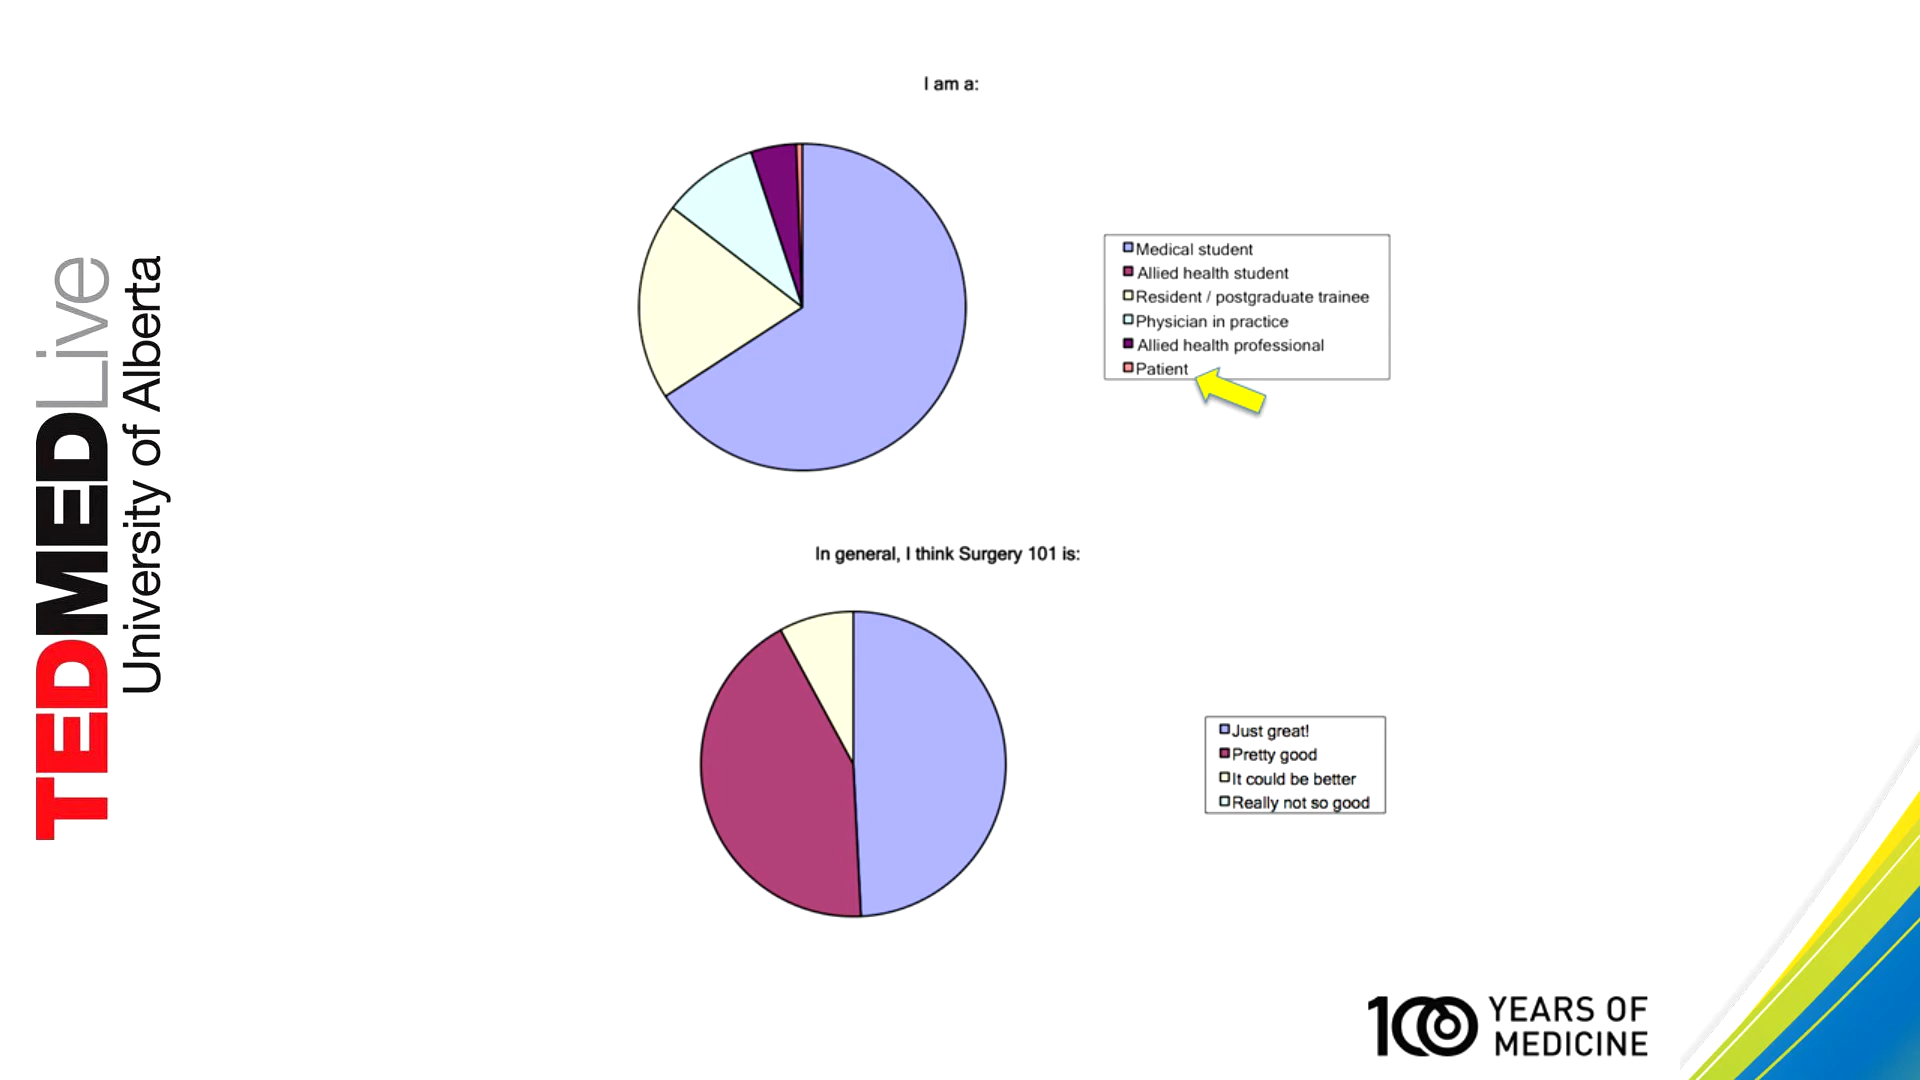 TEDMEDLive
University of Alberta
I am a:
Medical student
Allied health student
Resident / postgraduate trainee
Physician in practice
Allied health professional
Patient
In general, I think Surgery 101 is:
Just great!
Pretty good
It could be better
Really not so good
100 YEARS OF
MEDICINE